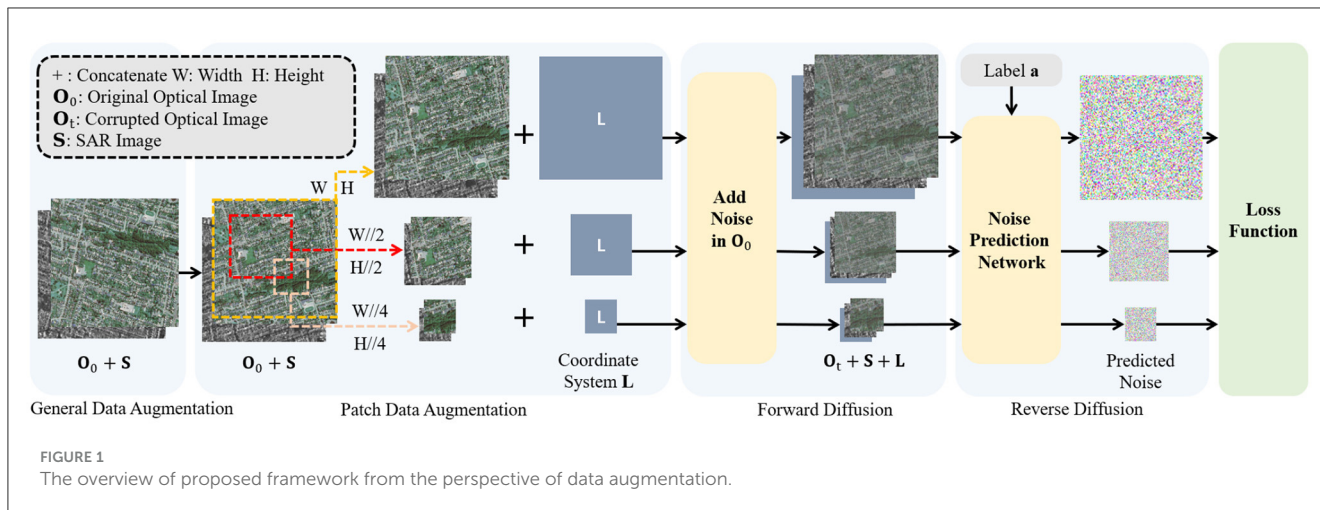 + : Concatenate W: Width H: Height
O₀: Original Optical Image
Oₜ: Corrupted Optical Image
S: SAR Image
O₀ + S
General Data Augmentation
W H
W//2
H//2
W//4
H//4
O₀ + S
+ L
+ L
+ L
Coordinate
System L
Patch Data Augmentation
Add
Noise
in O₀
Oₜ + S + L
Forward Diffusion
Label a
Noise
Prediction
Network
Predicted
Noise
Reverse Diffusion
Loss
Function
FIGURE 1
The overview of proposed framework from the perspective of data augmentation.